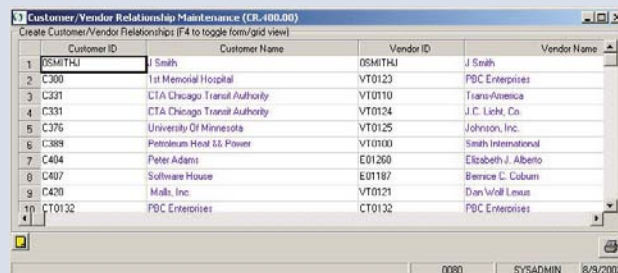 Customer/Vendor Relationship Maintenance (CR.400.00)
Create Customer/Vendor Relationships (F4 to toggle form/grid view)
Customer ID Customer Name Vendor ID Vendor Name
1 0SMITHJ J Smith 0SMITHJ J Smith
2 C300 1st Memorial Hospital VT0123 PBC Enterprises
3 C331 CTA Chicago Transit Authority VT0110 Trans-America
4 C331 CTA Chicago Transit Authority VT0124 J.C. Licht, Co.
5 C376 University Of Minnesota VT0125 Johnson, Inc.
6 C389 Petroleum Heat && Power VT0100 Smith International
7 C404 Peter Adams E01260 Elizabeth J. Alberto
8 C407 Software House E01187 Bernice C. Coburn
9 C420 Malls, Inc. VT0121 Dan Wolf Lexus
10 CT0132 PBC Enterprises CT0132 PBC Enterprises
0080 SYSADMIN 8/9/200